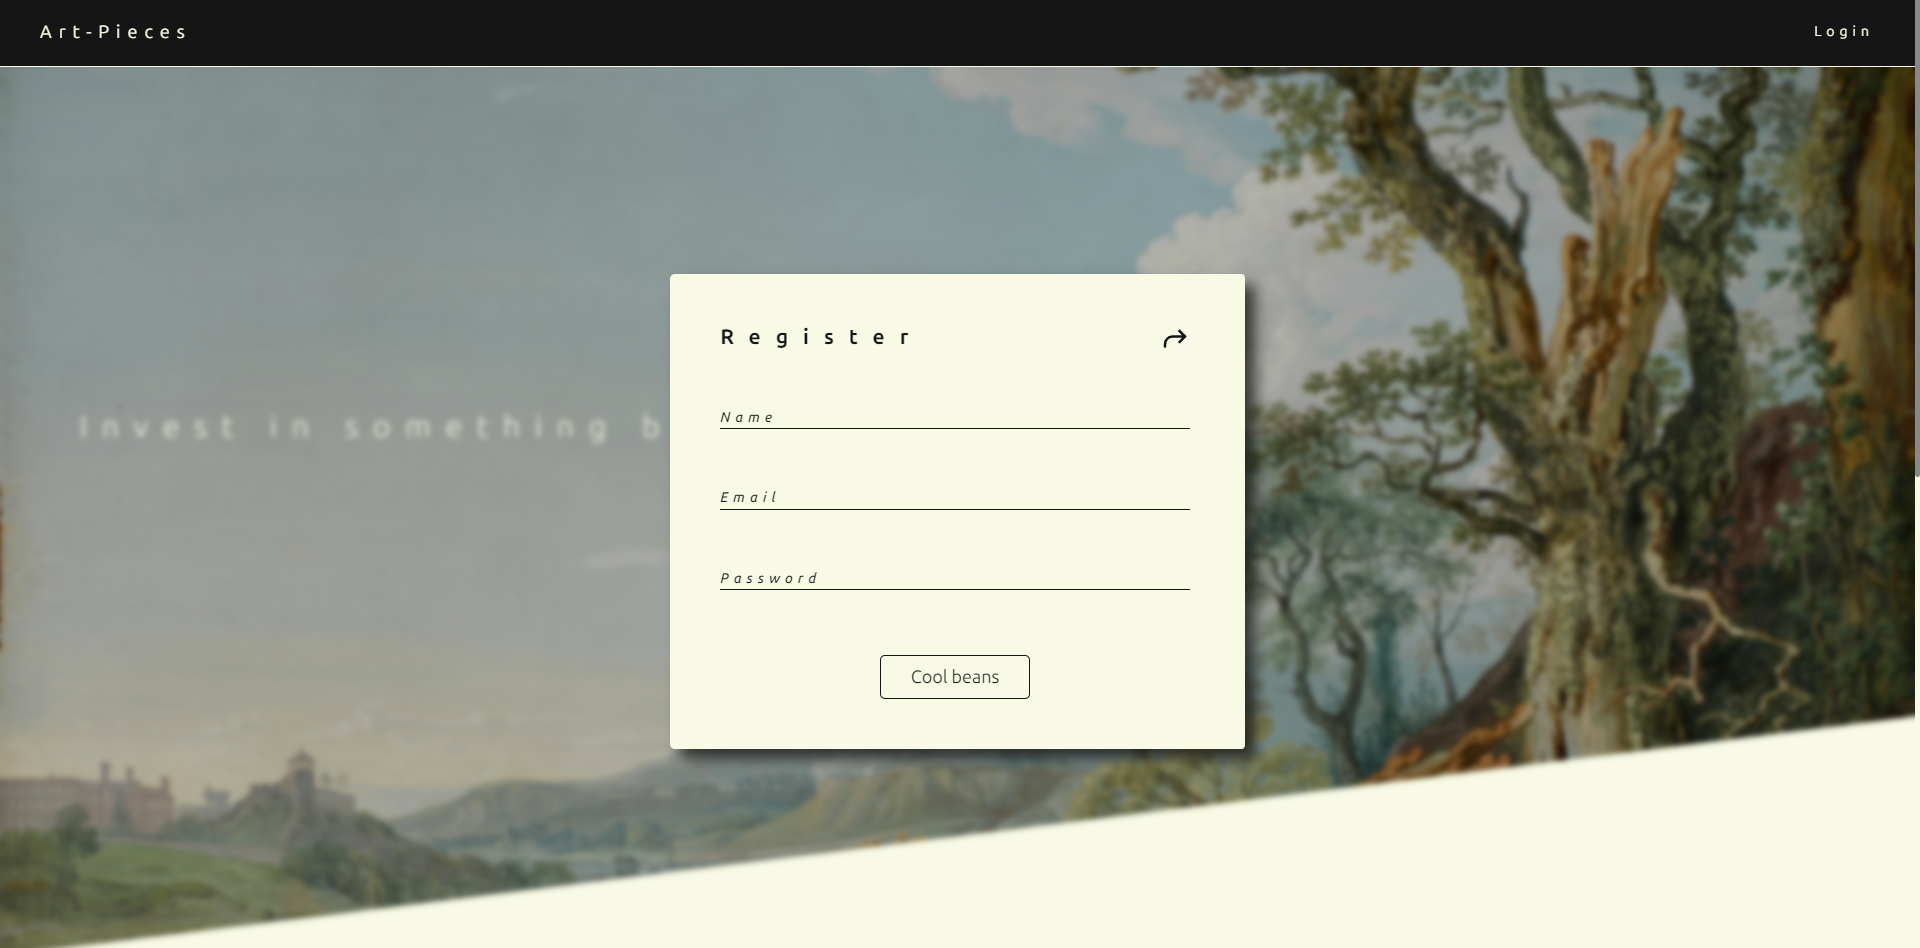 Art-Pieces
Login
Register
Invest in something b
Name
Email
Password
Cool beans